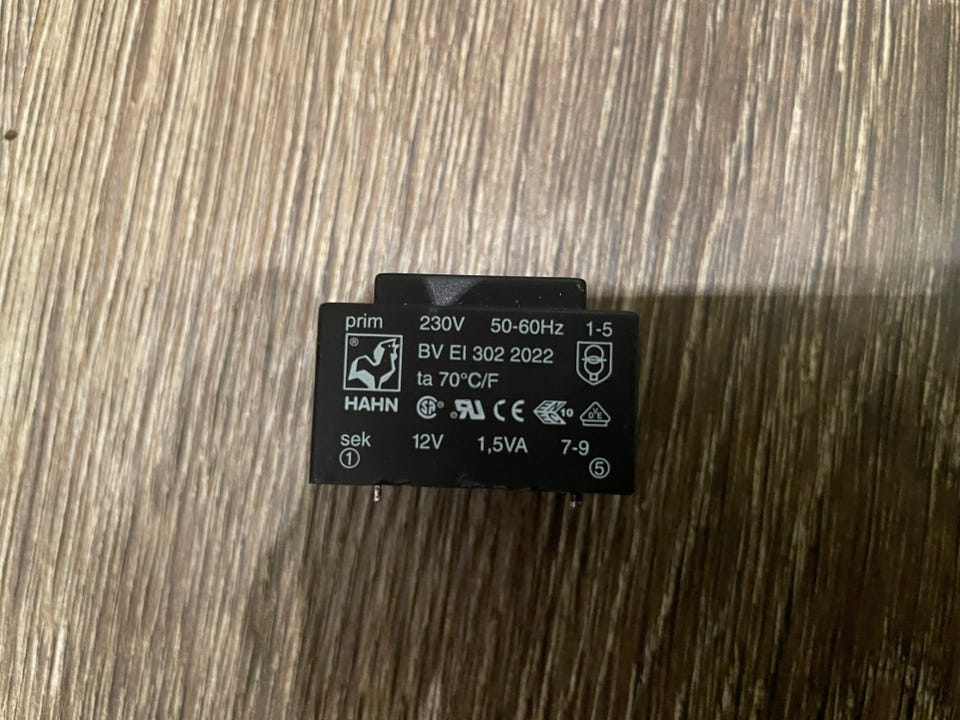 prim 230V 50-60Hz 1-5
® BV EI 302 2022
ta 70°C/F
HAHN
sek 12V 1,5VA 7-9
1 5